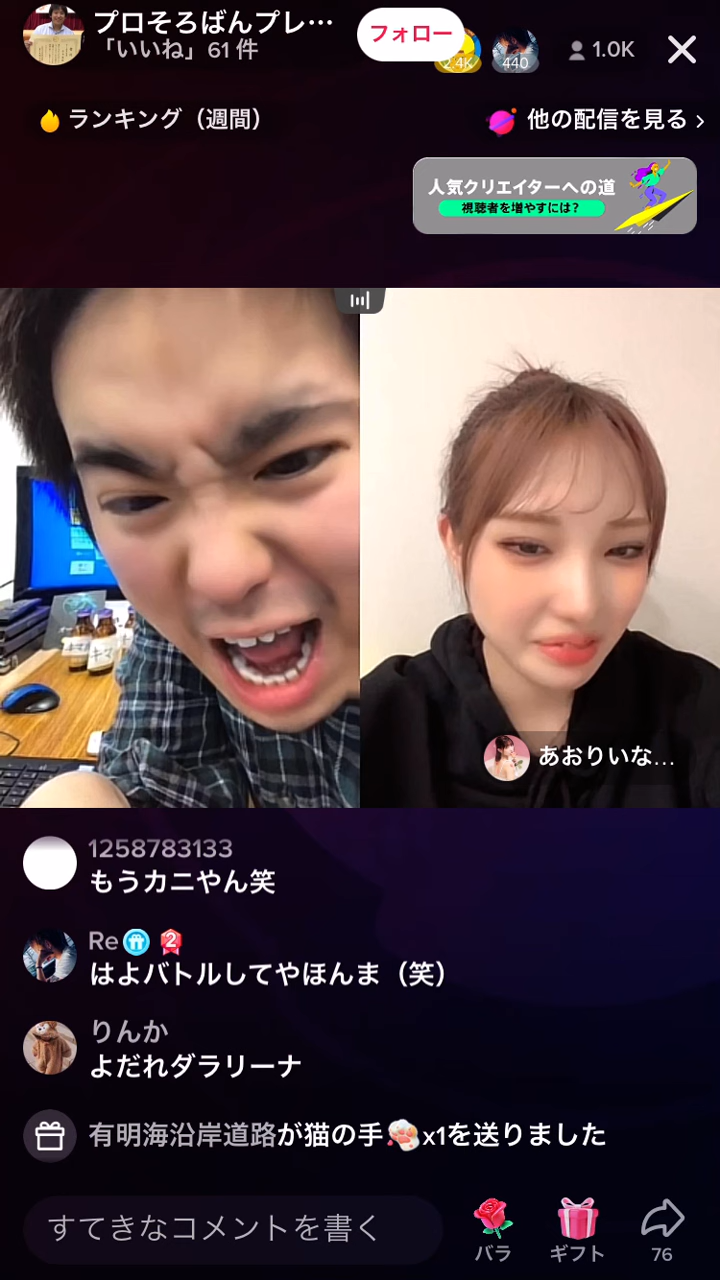 プロそろばんプレ…
「いいね」61 件
フォロー
2.4K
440
1.0K
ランキング（週間）
他の配信を見る
人気クリエイターへの道
視聴者を増やすには？
あおりいな...
1258783133
もうカニやん笑
Re 2
はよバトルしてやほんま（笑）
りんか
よだれダラリーナ
有明海沿岸道路が猫の手x1を送りました
すてきなコメントを書く
バラ
ギフト
76